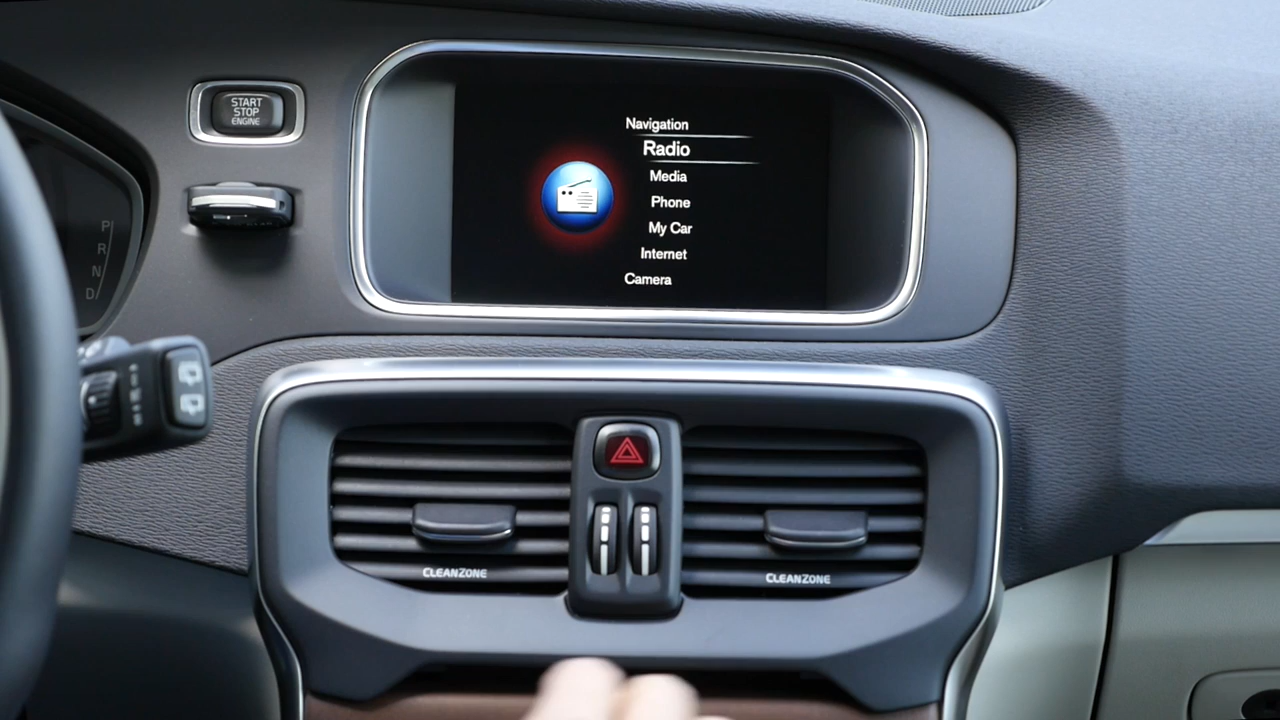 START
STOP
ENGINE
Navigation
Radio
Media
Phone
My Car
Internet
Camera
P
R
N
D
CLEANZONE
CLEANZONE